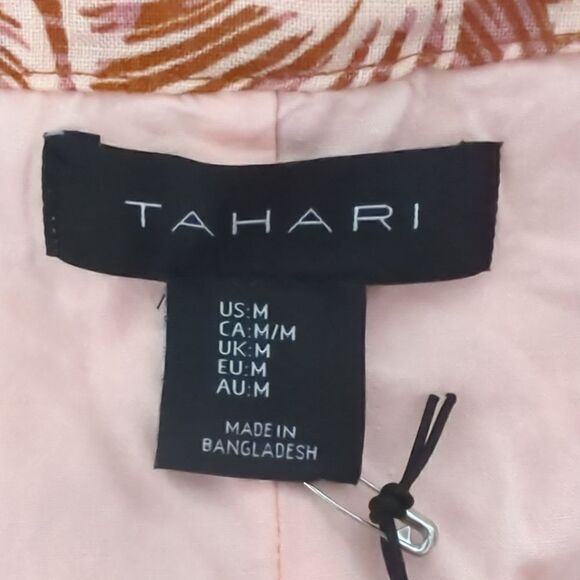 TAHARI
US:M
CA:M/M
UK:M
EU:M
AU:M
MADE IN
BANGLADESH